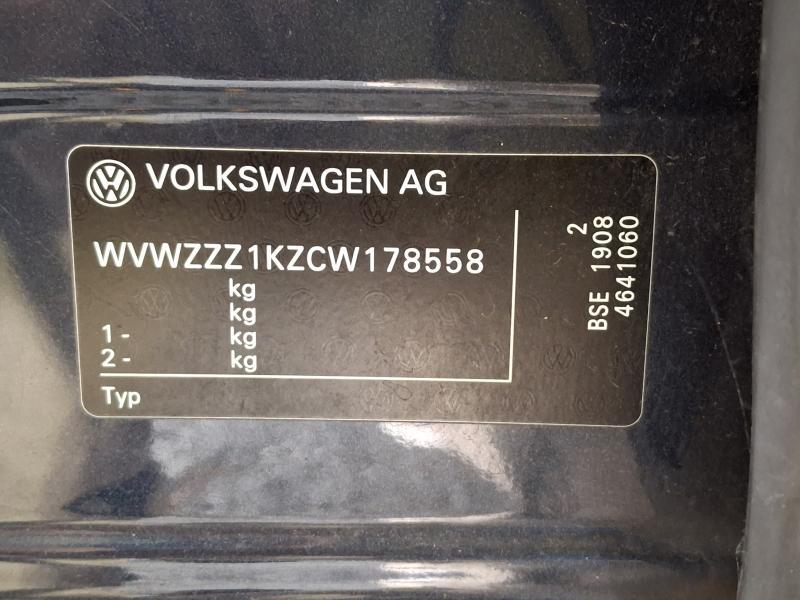 VOLKSWAGEN AG
WVWZZZ1KZCW178558
kg
kg
1 - kg
2 - kg
Typ
2
BSE 1908
4641060